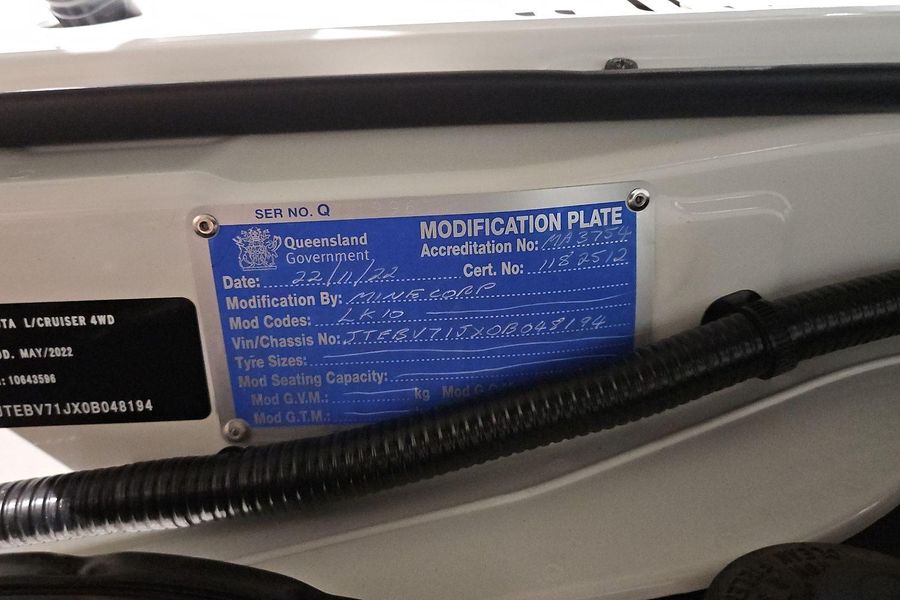 SER NO. Q
MODIFICATION PLATE
Queensland
Government
Accreditation No: MA3754
Date: 22/11/22
Cert. No: 1182512
Modification By: MINECORP
Mod Codes: LK10
Vin/Chassis No: JTEBV71JX0B048194
Tyre Sizes:
Mod Seating Capacity:
Mod G.V.M.: kg Mod G.
Mod G.T.M.:
L/CRUISER 4WD
MAY/2022
10643596
JTEBV71JX0B048194